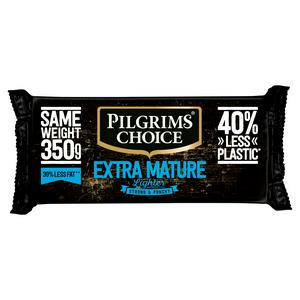 SAME
WEIGHT
350g
30% LESS FAT**
PILGRIMS'
CHOICE
EXTRA MATURE
Lighter
STRONG & PUNCHY
40%
»LESS«
PLASTIC*